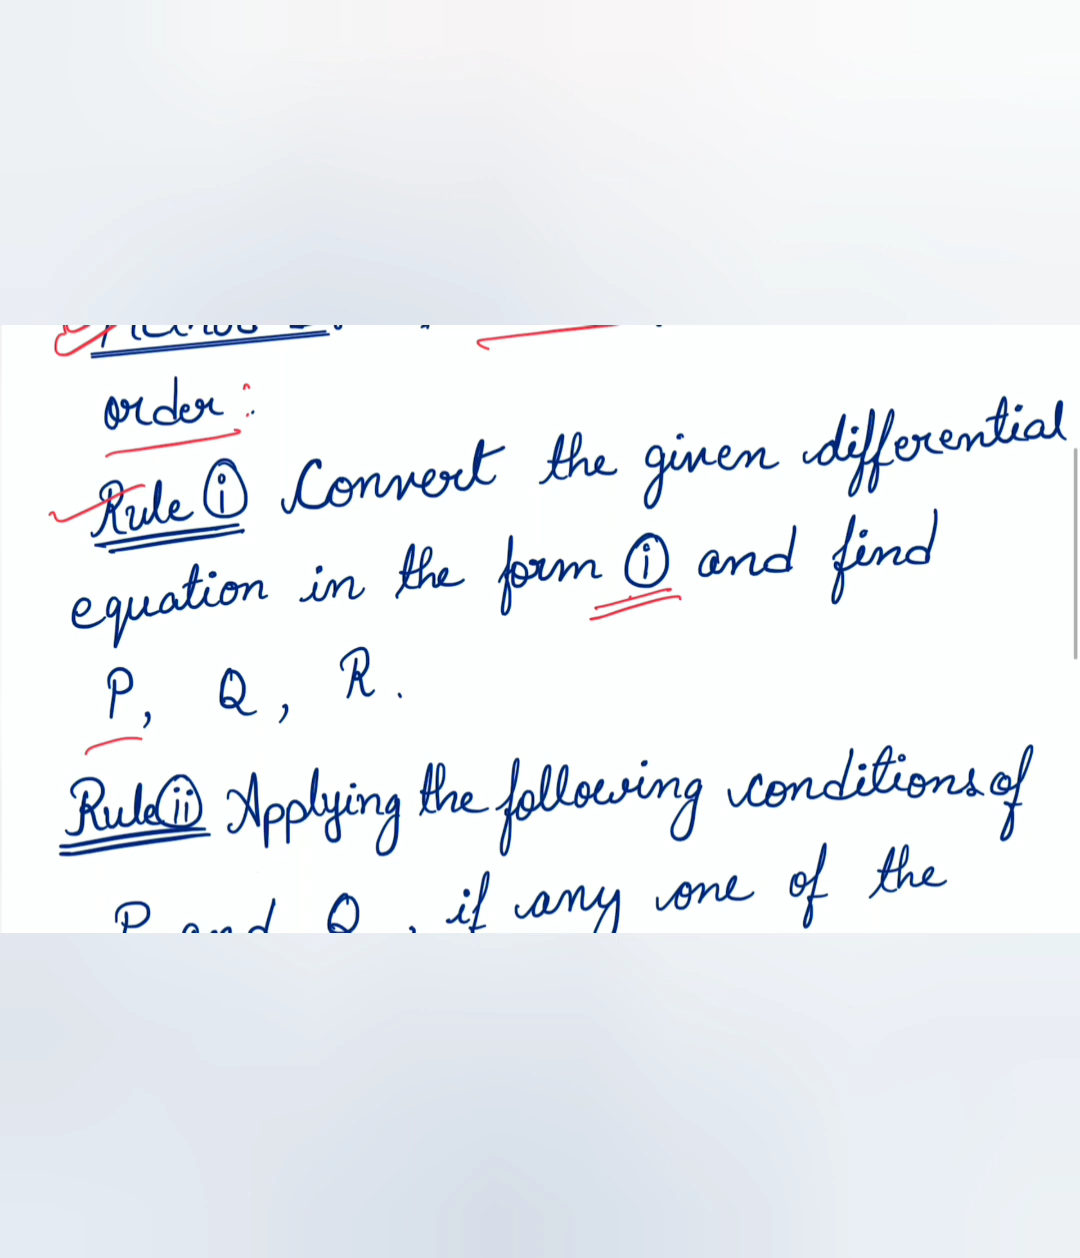 order:
Rule (i) Convert the given differential
equation in the form (i) and find
P, Q, R.
Rule (ii) Applying the following conditions of
P and Q, if any one of the